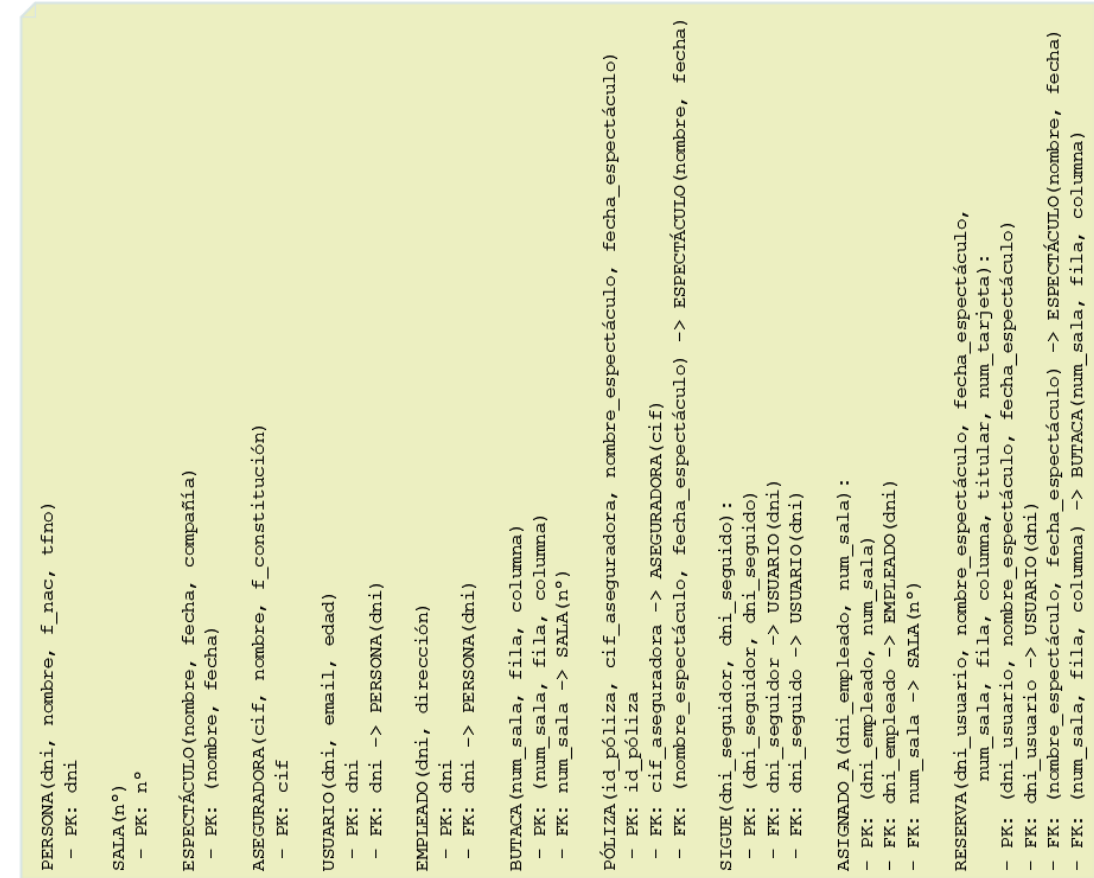 PERSONA(dni, nombre, f_nac, tfno)
- PK: dni
SALA(nº)
- PK: nº
ESPECTÁCULO(nombre, fecha, compañía)
- PK: (nombre, fecha)
ASEGURADORA(cif, nombre, f_constitución)
- PK: cif
USUARIO(dni, email, edad)
- PK: dni
- FK: dni -> PERSONA(dni)
EMPLEADO(dni, dirección)
- PK: dni
- FK: dni -> PERSONA(dni)
BUTACA(num_sala, fila, columna)
- PK: (num_sala, fila, columna)
- FK: num_sala -> SALA(nº)
PÓLIZA(id_póliza, cif_aseguradora, nombre_espectáculo, fecha_espectáculo)
- PK: id_póliza
- FK: cif_aseguradora -> ASEGURADORA(cif)
- FK: (nombre_espectáculo, fecha_espectáculo) -> ESPECTÁCULO(nombre, fecha)
SIGUE(dni_seguidor, dni_seguido):
- PK: (dni_seguidor, dni_seguido)
- FK: dni_seguidor -> USUARIO(dni)
- FK: dni_seguido -> USUARIO(dni)
ASIGNADO_A(dni_empleado, num_sala):
- PK: (dni_empleado, num_sala)
- FK: dni_empleado -> EMPLEADO(dni)
- FK: num_sala -> SALA(nº)
RESERVA(dni_usuario, nombre_espectáculo, fecha_espectáculo,
num_sala, fila, columna, titular, num_tarjeta):
- PK: (dni_usuario, nombre_espectáculo, fecha_espectáculo)
- FK: dni_usuario -> USUARIO(dni)
- FK: (nombre_espectáculo, fecha_espectáculo) -> ESPECTÁCULO(nombre, fecha)
- FK: (num_sala, fila, columna) -> BUTACA(num_sala, fila, columna)